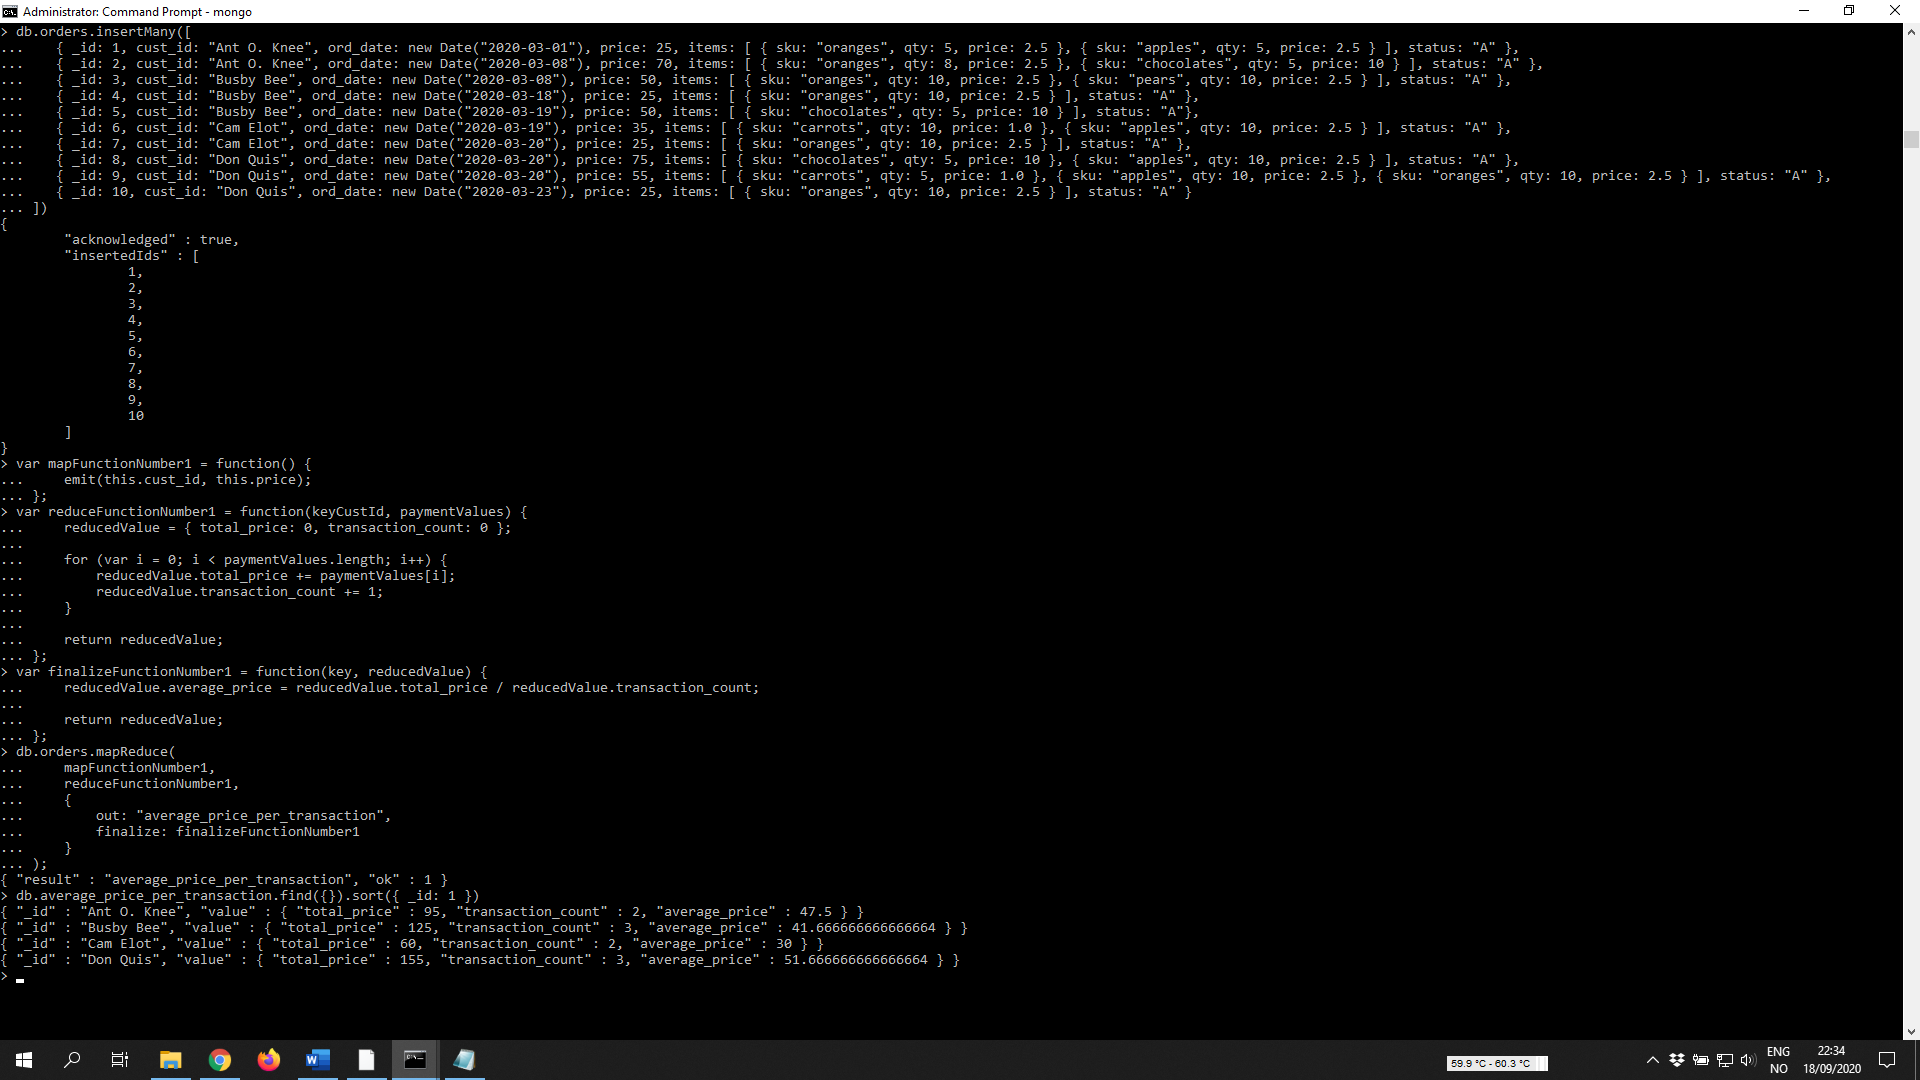 Administrator: Command Prompt - mongo
> db.orders.insertMany([
...    { _id: 1, cust_id: "Ant O. Knee", ord_date: new Date("2020-03-01"), price: 25, items: [ { sku: "oranges", qty: 5, price: 2.5 }, { sku: "apples", qty: 5, price: 2.5 } ], status: "A" },
...    { _id: 2, cust_id: "Ant O. Knee", ord_date: new Date("2020-03-08"), price: 70, items: [ { sku: "oranges", qty: 8, price: 2.5 }, { sku: "chocolates", qty: 5, price: 10 } ], status: "A" },
...    { _id: 3, cust_id: "Busby Bee", ord_date: new Date("2020-03-08"), price: 50, items: [ { sku: "oranges", qty: 10, price: 2.5 }, { sku: "pears", qty: 10, price: 2.5 } ], status: "A" },
...    { _id: 4, cust_id: "Busby Bee", ord_date: new Date("2020-03-18"), price: 25, items: [ { sku: "oranges", qty: 10, price: 2.5 } ], status: "A" },
...    { _id: 5, cust_id: "Busby Bee", ord_date: new Date("2020-03-19"), price: 50, items: [ { sku: "chocolates", qty: 5, price: 10 } ], status: "A"},
...    { _id: 6, cust_id: "Cam Elot", ord_date: new Date("2020-03-19"), price: 35, items: [ { sku: "carrots", qty: 10, price: 1.0 }, { sku: "apples", qty: 10, price: 2.5 } ], status: "A" },
...    { _id: 7, cust_id: "Cam Elot", ord_date: new Date("2020-03-20"), price: 25, items: [ { sku: "oranges", qty: 10, price: 2.5 } ], status: "A" },
...    { _id: 8, cust_id: "Don Quis", ord_date: new Date("2020-03-20"), price: 75, items: [ { sku: "chocolates", qty: 5, price: 10 }, { sku: "apples", qty: 10, price: 2.5 } ], status: "A" },
...    { _id: 9, cust_id: "Don Quis", ord_date: new Date("2020-03-20"), price: 55, items: [ { sku: "carrots", qty: 5, price: 1.0 }, { sku: "apples", qty: 10, price: 2.5 }, { sku: "oranges", qty: 10, price: 2.5 } ], status: "A" },
...    { _id: 10, cust_id: "Don Quis", ord_date: new Date("2020-03-23"), price: 25, items: [ { sku: "oranges", qty: 10, price: 2.5 } ], status: "A" }
... ])
{
        "acknowledged" : true,
        "insertedIds" : [
                1,
                2,
                3,
                4,
                5,
                6,
                7,
                8,
                9,
                10
        ]
}
> var mapFunctionNumber1 = function() {
...     emit(this.cust_id, this.price);
... };
> var reduceFunctionNumber1 = function(keyCustId, paymentValues) {
...     reducedValue = { total_price: 0, transaction_count: 0 };
...
...     for (var i = 0; i < paymentValues.length; i++) {
...         reducedValue.total_price += paymentValues[i];
...         reducedValue.transaction_count += 1;
...     }
...
...     return reducedValue;
... };
> var finalizeFunctionNumber1 = function(key, reducedValue) {
...     reducedValue.average_price = reducedValue.total_price / reducedValue.transaction_count;
...
...     return reducedValue;
... };
> db.orders.mapReduce(
...     mapFunctionNumber1,
...     reduceFunctionNumber1,
...     {
...         out: "average_price_per_transaction",
...         finalize: finalizeFunctionNumber1
...     }
... );
{ "result" : "average_price_per_transaction", "ok" : 1 }
> db.average_price_per_transaction.find({}).sort({ _id: 1 })
{ "_id" : "Ant O. Knee", "value" : { "total_price" : 95, "transaction_count" : 2, "average_price" : 47.5 } }
{ "_id" : "Busby Bee", "value" : { "total_price" : 125, "transaction_count" : 3, "average_price" : 41.666666666666664 } }
{ "_id" : "Cam Elot", "value" : { "total_price" : 60, "transaction_count" : 2, "average_price" : 30 } }
{ "_id" : "Don Quis", "value" : { "total_price" : 155, "transaction_count" : 3, "average_price" : 51.666666666666664 } }
>
59.9 °C - 60.3 °C
ENG
NO
22:34
18/09/2020